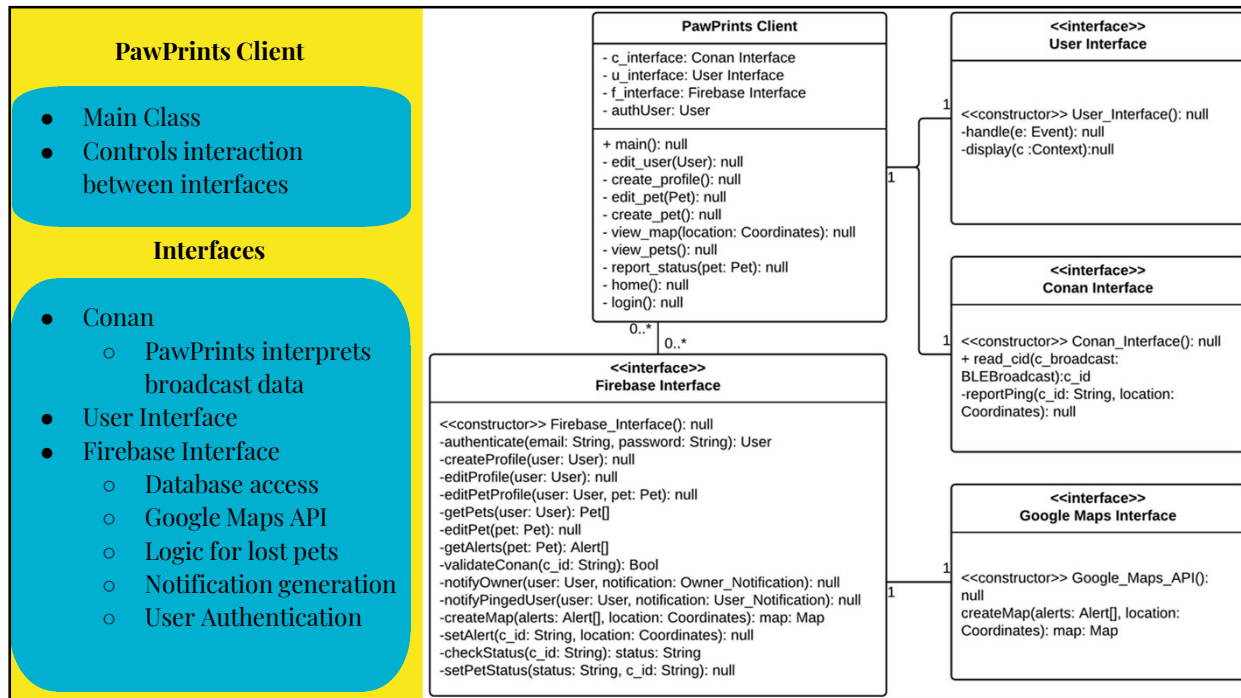 PawPrints Client
● Main Class
● Controls interaction
between interfaces
Interfaces
● Conan
○ PawPrints interprets
broadcast data
● User Interface
● Firebase Interface
○ Database access
○ Google Maps API
○ Logic for lost pets
○ Notification generation
○ User Authentication
PawPrints Client
- c_interface: Conan Interface
- u_interface: User Interface
- f_interface: Firebase Interface
- authUser: User
+ main(): null
- edit_user(User): null
- create_profile(): null
- edit_pet(Pet): null
- create_pet(): null
- view_map(location: Coordinates): null
- view_pets(): null
- report_status(pet: Pet): null
- home(): null
- login(): null
1
0..*
0..*
<<interface>>
Firebase Interface
<<constructor>> Firebase_Interface(): null
-authenticate(email: String, password: String): User
-createProfile(user: User): null
-editProfile(user: User): null
-editPetProfile(user: User, pet: Pet): null
-getPets(user: User): Pet[]
-editPet(pet: Pet): null
-getAlerts(pet: Pet): Alert[]
-validateConan(c_id: String): Bool
-notifyOwner(user: User, notification: Owner_Notification): null
-notifyPingedUser(user: User, notification: User_Notification): null
-createMap(alerts: Alert[], location: Coordinates): map: Map
-setAlert(c_id: String, location: Coordinates): null
-checkStatus(c_id: String): status: String
-setPetStatus(status: String, c_id: String): null
1
<<interface>>
User Interface
1
<<constructor>> User_Interface(): null
-handle(e: Event): null
-display(c :Context):null
<<interface>>
Conan Interface
1
<<constructor>> Conan_Interface(): null
+ read_cid(c_broadcast:
BLEBroadcast):c_id
-reportPing(c_id: String, location:
Coordinates): null
<<interface>>
Google Maps Interface
1
<<constructor>> Google_Maps_API():
null
createMap(alerts: Alert[], location:
Coordinates): map: Map